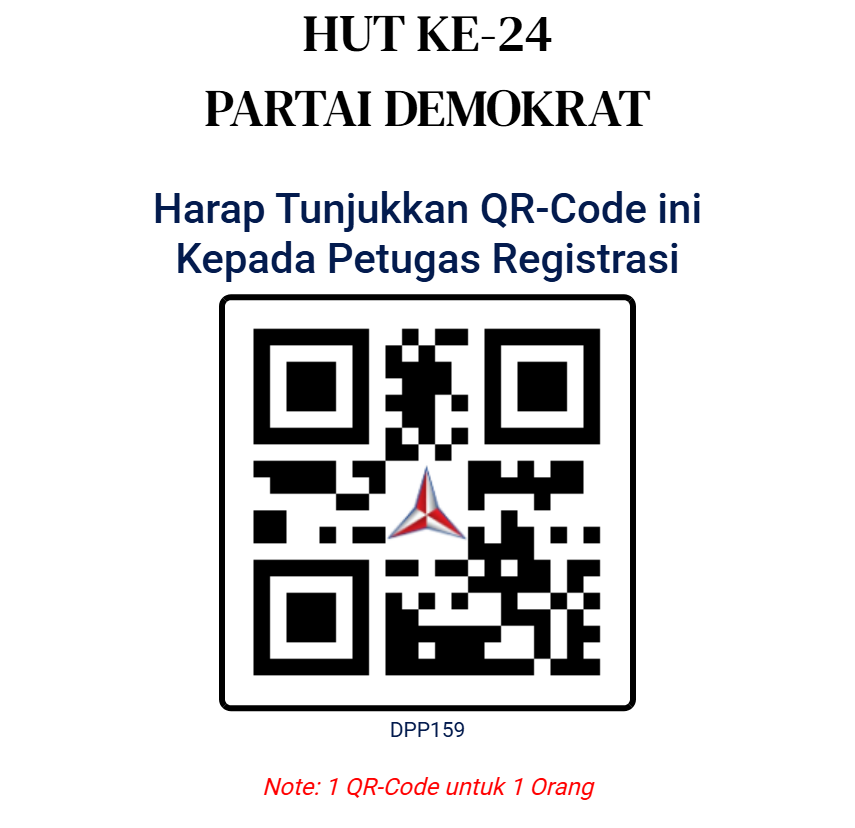 HUT KE-24
PARTAI DEMOKRAT
Harap Tunjukkan QR-Code ini
Kepada Petugas Registrasi
DPP159
Note: 1 QR-Code untuk 1 Orang